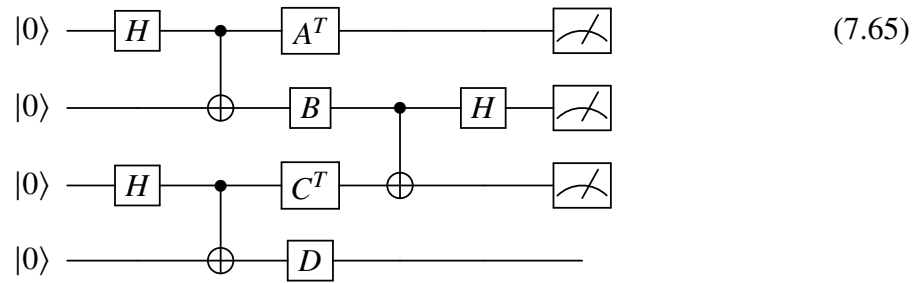 |0⟩ H A^T (7.65)
|0⟩ B H
|0⟩ H C^T
|0⟩ D